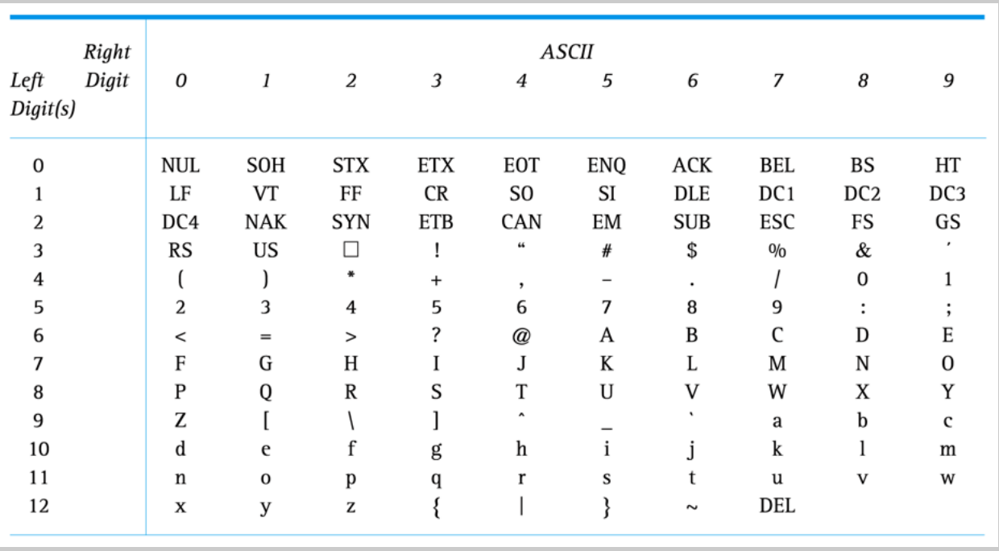 Right ASCII
Left Digit 0 1 2 3 4 5 6 7 8 9
Digit(s)
0 NUL SOH STX ETX EOT ENQ ACK BEL BS HT
1 LF VT FF CR SO SI DLE DC1 DC2 DC3
2 DC4 NAK SYN ETB CAN EM SUB ESC FS GS
3 RS US □ ! “ # $ % & ´
4 ( ) * + , – . / 0 1
5 2 3 4 5 6 7 8 9 : ;
6 < = > ? @ A B C D E
7 F G H I J K L M N O
8 P Q R S T U V W X Y
9 Z [ \ ] ˆ _ ` a b c
10 d e f g h i j k l m
11 n o p q r s t u v w
12 x y z { | } ~ DEL